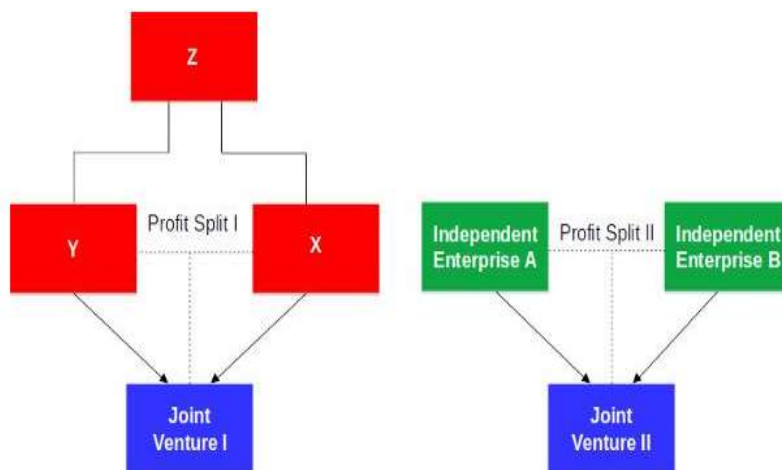 Z
Y
Profit Split I
X
Independent
Enterprise A
Profit Split II
Independent
Enterprise B
Joint
Venture I
Joint
Venture II